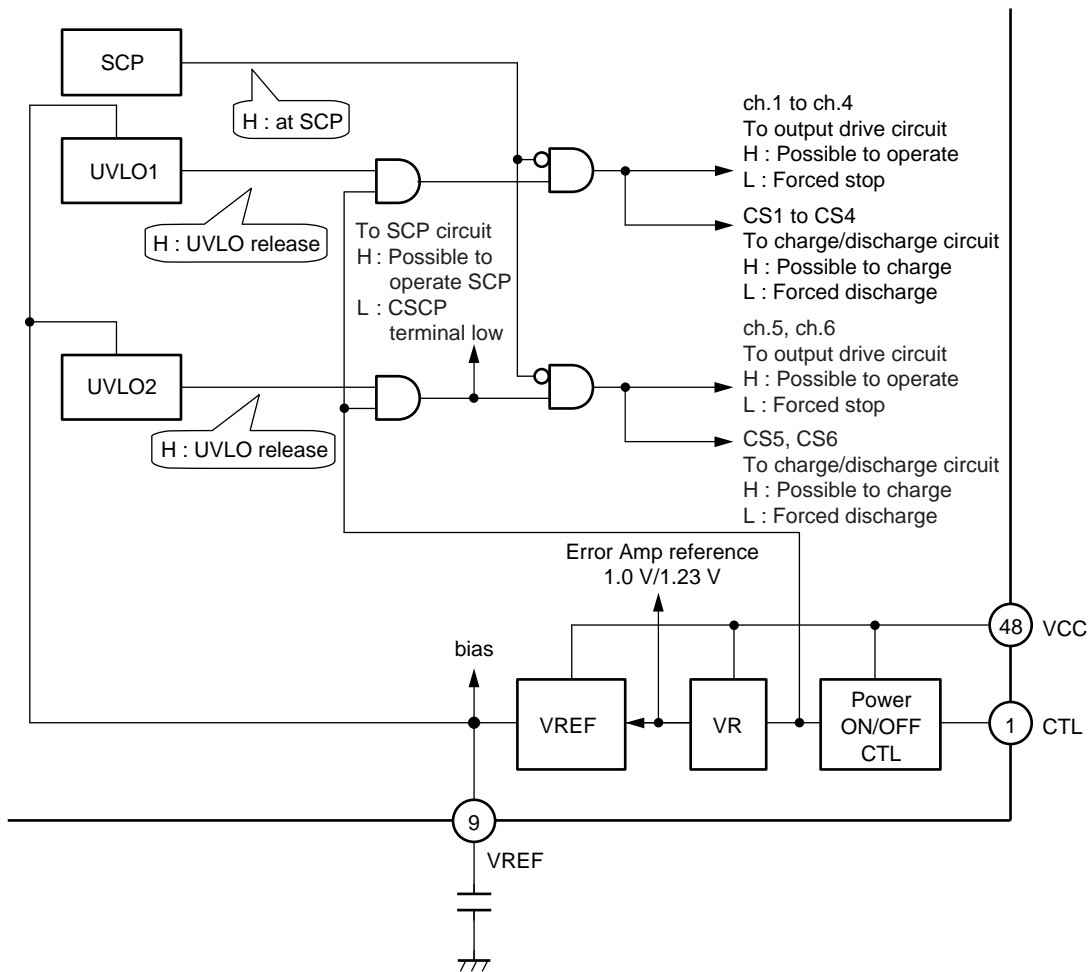 SCP
H : at SCP
UVLO1
H : UVLO release
ch.1 to ch.4
To output drive circuit
H : Possible to operate
L : Forced stop
CS1 to CS4
To charge/discharge circuit
H : Possible to charge
L : Forced discharge
To SCP circuit
H : Possible to
operate SCP
L : CSCP
terminal low
UVLO2
H : UVLO release
ch.5, ch.6
To output drive circuit
H : Possible to operate
L : Forced stop
CS5, CS6
To charge/discharge circuit
H : Possible to charge
L : Forced discharge
Error Amp reference
1.0 V/1.23 V
48
VCC
bias
VREF
VR
Power
ON/OFF
CTL
1
CTL
9
VREF